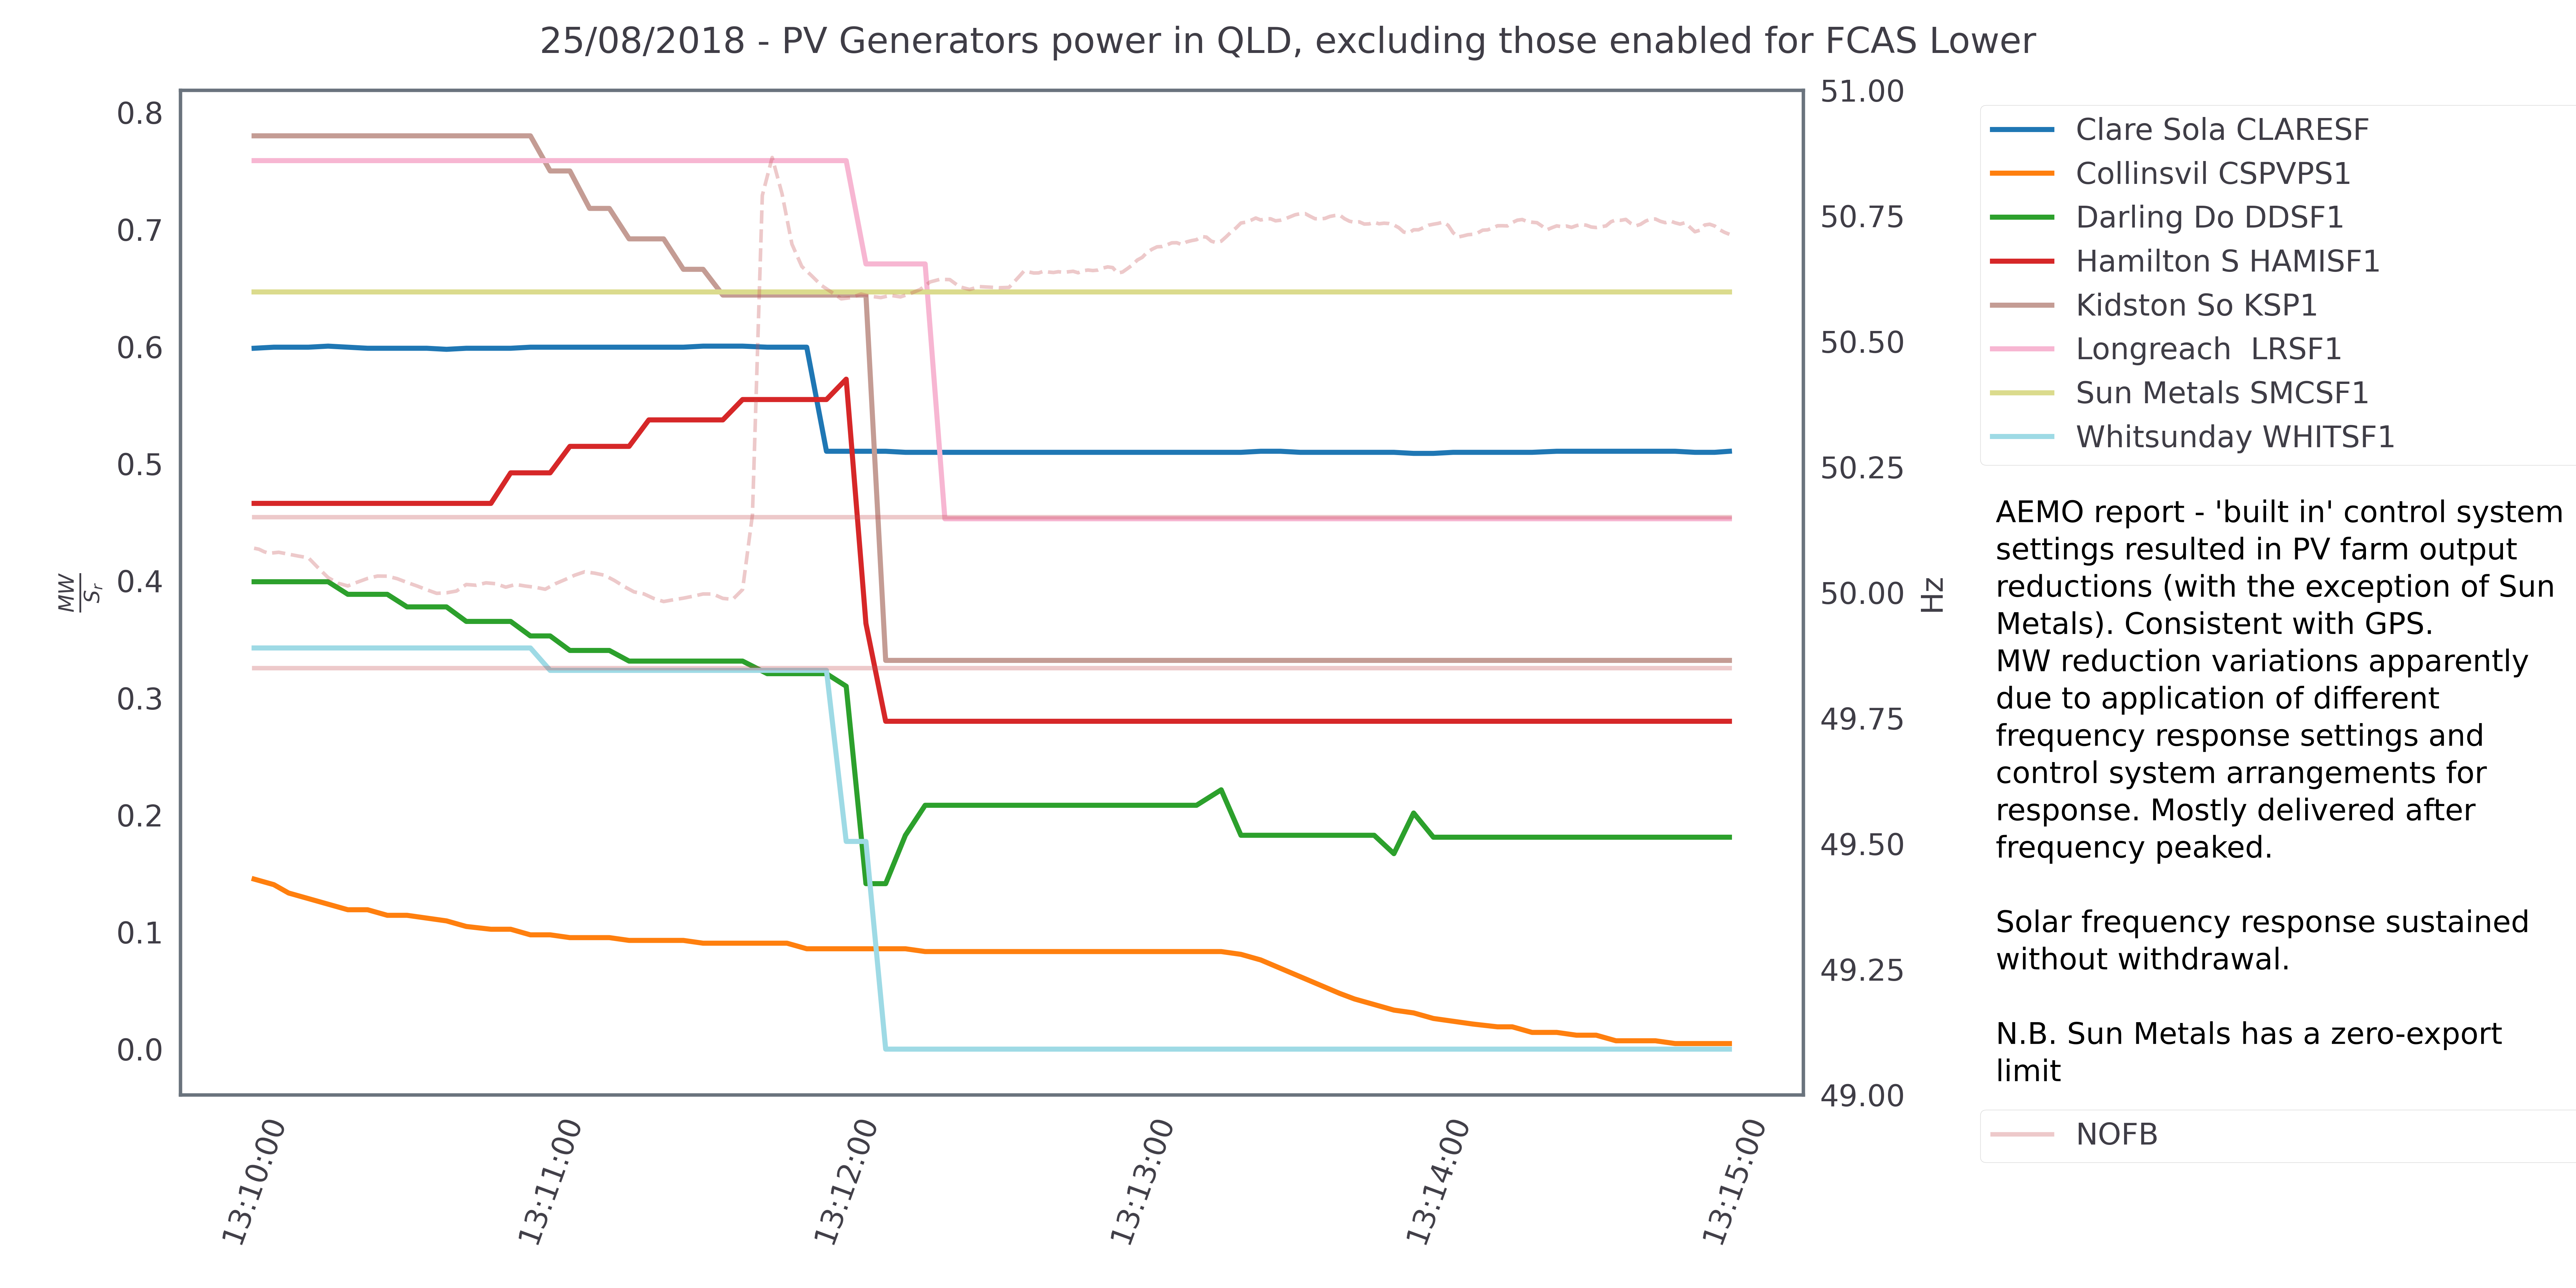 25/08/2018 - PV Generators power in QLD, excluding those enabled for FCAS Lower
0.8
0.7
0.6
0.5
0.4
0.3
0.2
0.1
0.0
MW
Sr
51.00
50.75
50.50
50.25
50.00
49.75
49.50
49.25
49.00
Hz
13:10:00
13:11:00
13:12:00
13:13:00
13:14:00
13:15:00
Clare Sola CLARESF
Collinsvil CSPVPS1
Darling Do DDSF1
Hamilton S HAMISF1
Kidston So KSP1
Longreach  LRSF1
Sun Metals SMCSF1
Whitsunday WHITSF1
AEMO report - 'built in' control system
settings resulted in PV farm output
reductions (with the exception of Sun
Metals). Consistent with GPS.
MW reduction variations apparently
due to application of different
frequency response settings and
control system arrangements for
response. Mostly delivered after
frequency peaked.
Solar frequency response sustained
without withdrawal.
N.B. Sun Metals has a zero-export
limit
NOFB